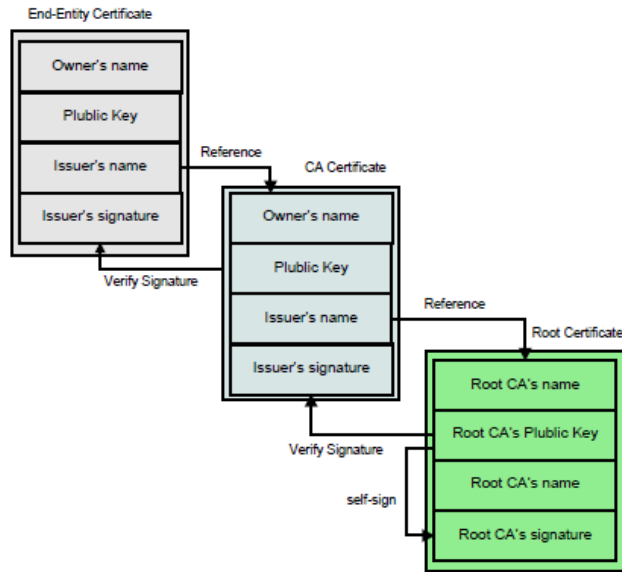 End-Entity Certificate
Owner's name
Plublic Key
Issuer's name
Issuer's signature
Reference
CA Certificate
Owner's name
Plublic Key
Issuer's name
Issuer's signature
Verify Signature
Reference
Root Certificate
Root CA's name
Root CA's Plublic Key
Root CA's name
Root CA's signature
Verify Signature
self-sign